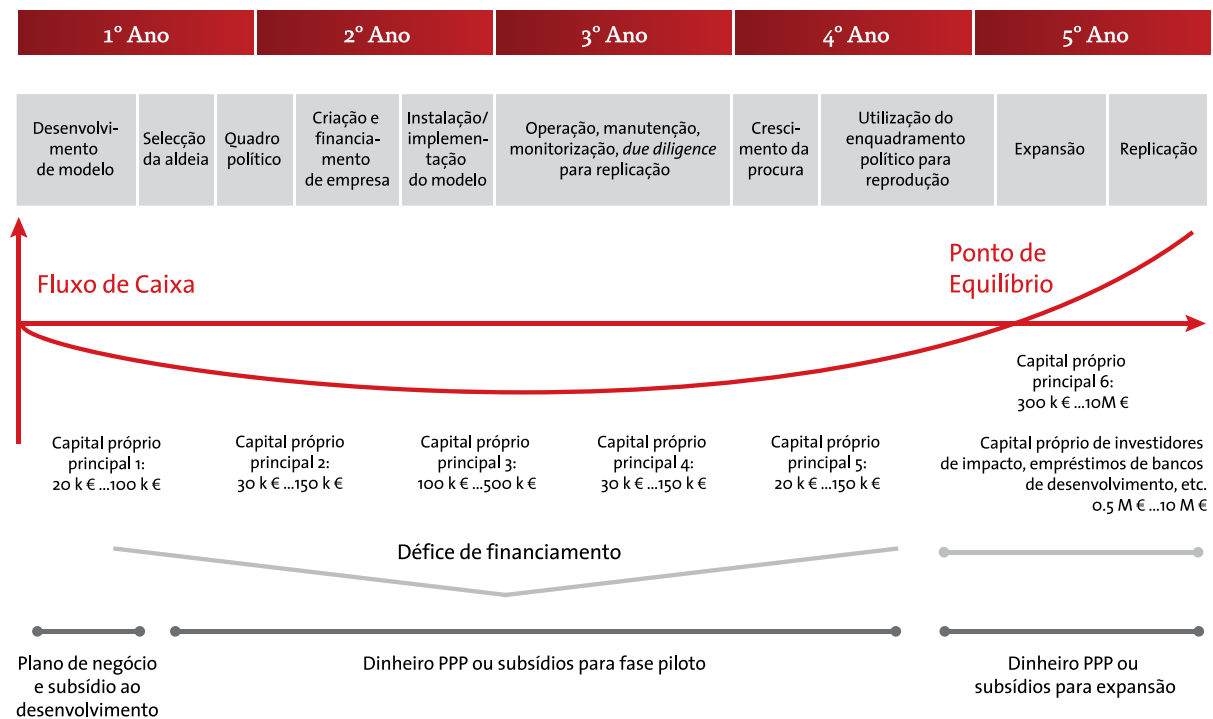 1° Ano
2° Ano
3° Ano
4° Ano
5° Ano
Desenvolvi-
mento
de modelo
Selecção
da aldeia
Quadro
político
Criação e
financia-
mento
de empresa
Instalação/
implemen-
tação
do modelo
Operação, manutenção,
monitorização, due diligence
para replicação
Cresci-
mento da
procura
Utilização do
enquadramento
político para
reprodução
Expansão
Replicação
Fluxo de Caixa
Ponto de
Equilíbrio
Capital próprio
principal 6:
300 k € ...10M €
Capital próprio
principal 1:
20 k € ...100 k €
Capital próprio
principal 2:
30 k € ...150 k €
Capital próprio
principal 3:
100 k € ...500 k €
Capital próprio
principal 4:
30 k € ...150 k €
Capital próprio
principal 5:
20 k € ...150 k €
Capital próprio de investidores
de impacto, empréstimos de bancos
de desenvolvimento, etc.
0.5 M € ...10 M €
Défice de financiamento
Plano de negócio
e subsídio ao
desenvolvimento
Dinheiro PPP ou subsídios para fase piloto
Dinheiro PPP ou
subsídios para expansão